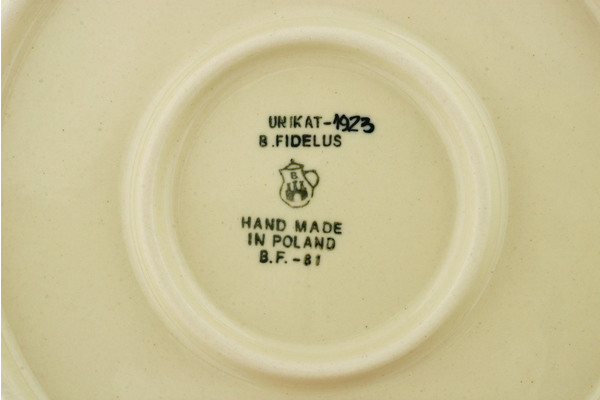 UNIKAT-1923
B.FIDELUS
B.
HAND MADE
IN POLAND
B.F.-81